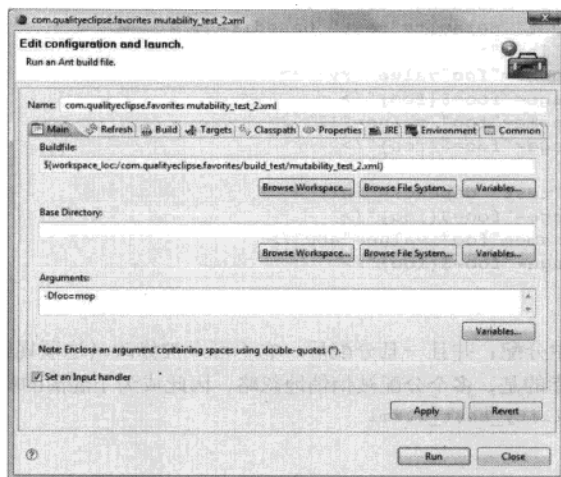 com.qualityeclipse.favorites mutability_test_2.xml
Edit configuration and launch.
Run an Ant build file.
Name: com.qualityeclipse.favorites mutability_test_2.xml
Main Refresh Build Targets Classpath Properties JRE Environment Common
Buildfile:
${workspace_loc:/com.qualityeclipse.favorites/build_test/mutability_test_2.xml}
Browse Workspace... Browse File System... Variables...
Base Directory:
Browse Workspace... Browse File System... Variables...
Arguments:
-Dfoo=mop
Variables...
Note: Enclose an argument containing spaces using double-quotes (").
Set an Input handler
Apply Revert
Run Close